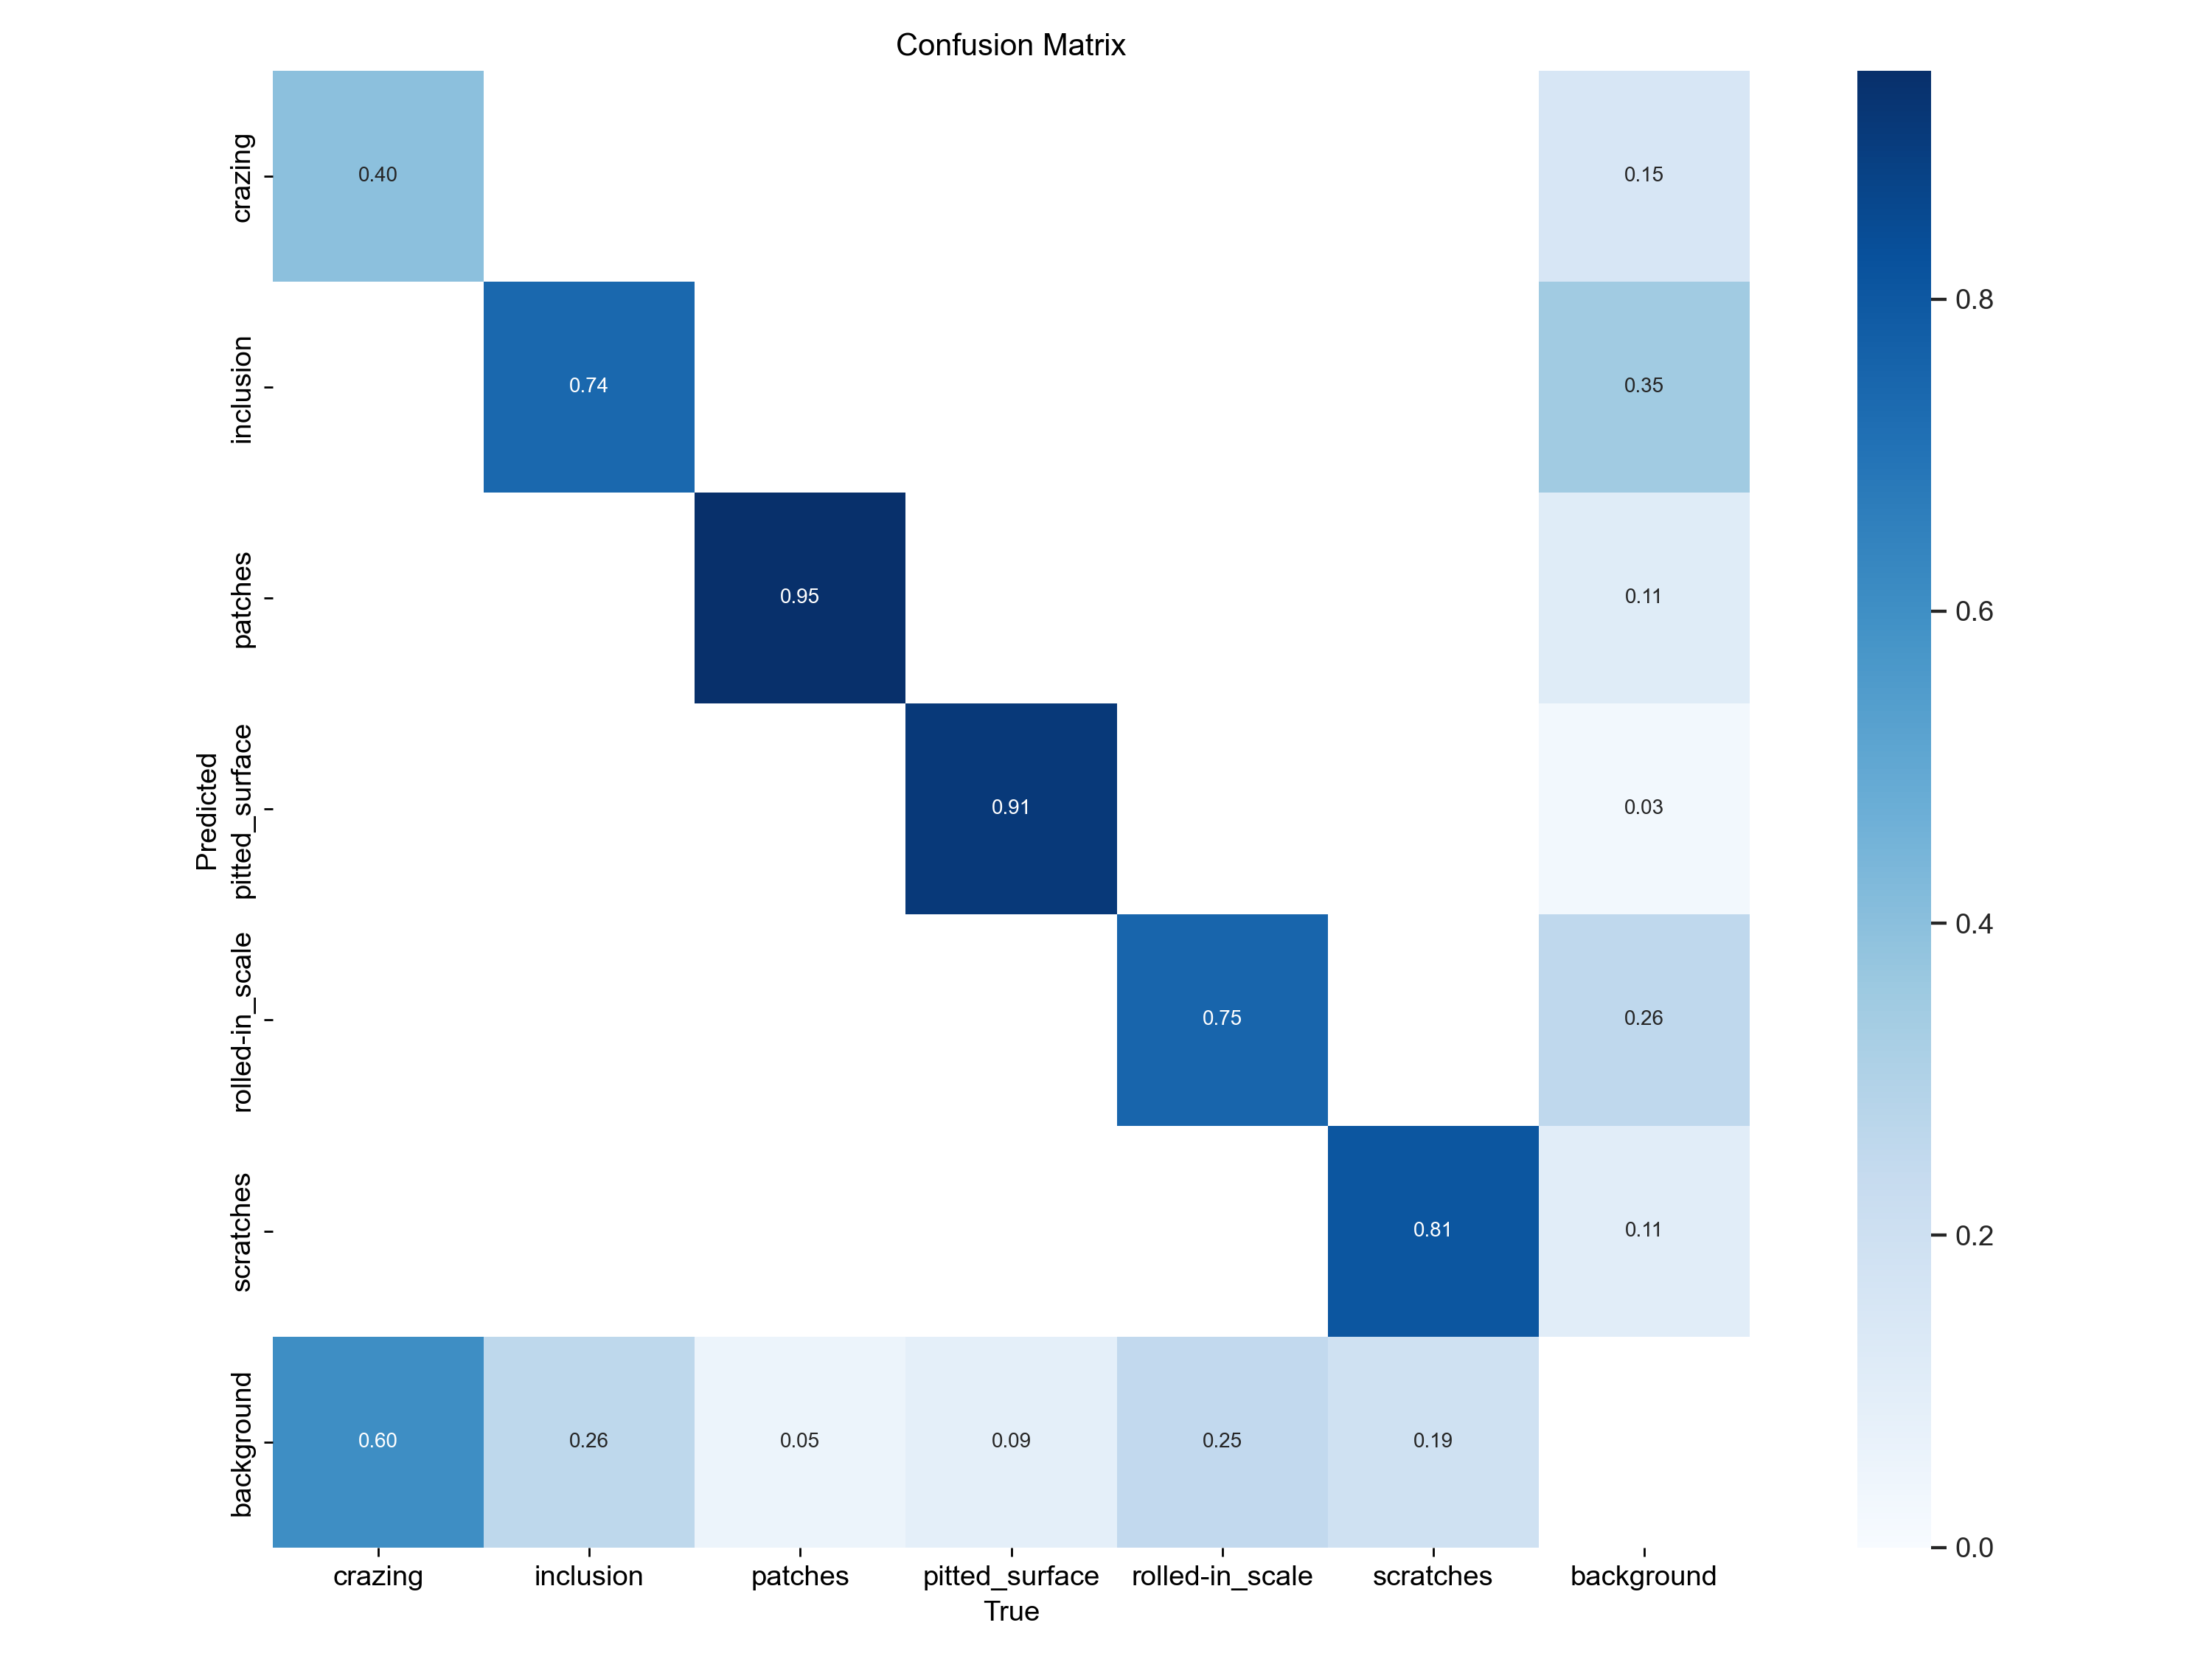 Confusion Matrix
crazing
0.40
0.15
inclusion
0.74
0.35
0.8
patches
0.95
0.11
0.6
Predicted
pitted_surface
0.91
0.03
0.4
rolled-in_scale
0.75
0.26
scratches
0.81
0.11
0.2
background
0.60 0.26 0.05 0.09 0.25 0.19
0.0
crazing inclusion patches pitted_surface rolled-in_scale scratches background
True